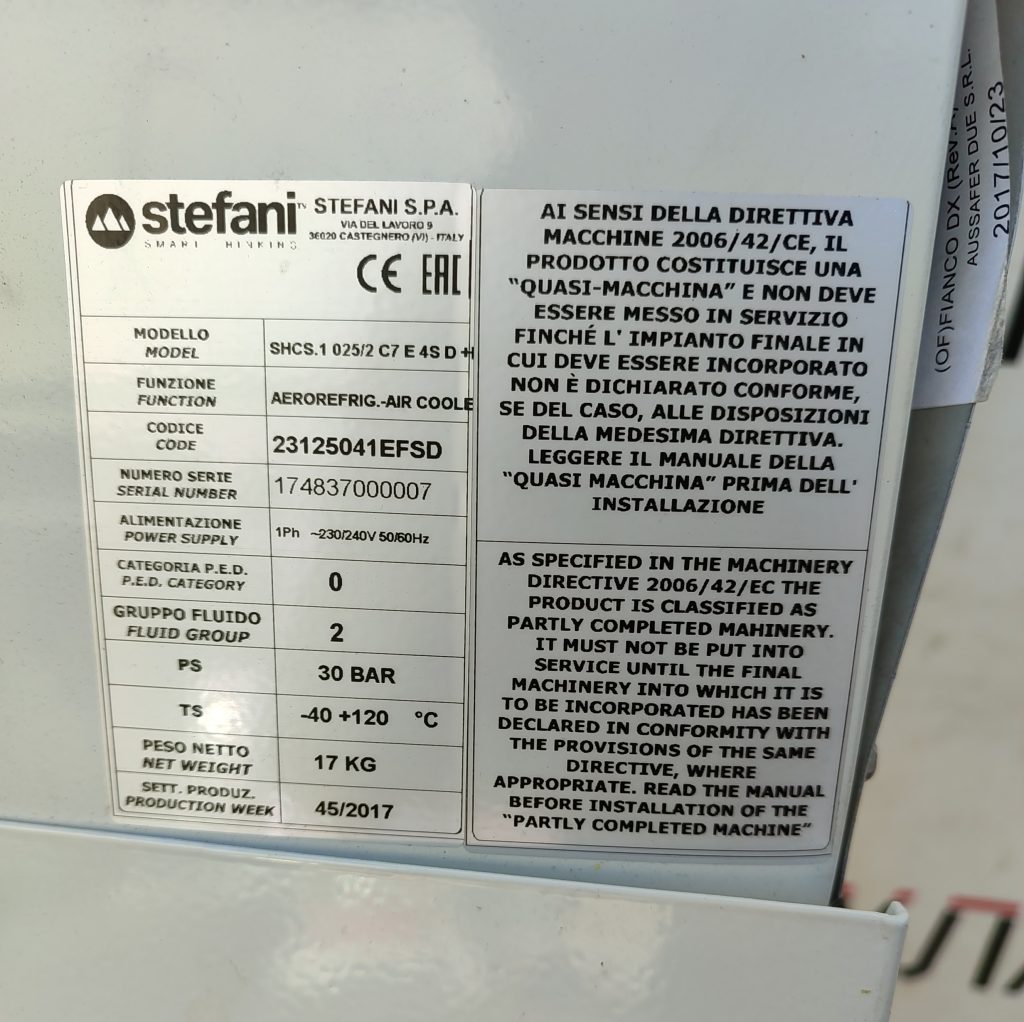 stefani
STEFANI S.P.A.
VIA DEL LAVORO 9
36020 CASTEGNERO (VI) - ITALY
CE EAC
MODELLO
MODEL
SHCS.1 025/2 C7 E 4S D +H
FUNZIONE
FUNCTION
AEROREFRIG.-AIR COOLE
CODICE
CODE
23125041EFSD
NUMERO SERIE
SERIAL NUMBER
174837000007
ALIMENTAZIONE
POWER SUPPLY
1Ph ~230/240V 50/60Hz
CATEGORIA P.E.D.
P.E.D. CATEGORY
0
GRUPPO FLUIDO
FLUID GROUP
2
PS
30 BAR
TS
-40 +120 °C
PESO NETTO
NET WEIGHT
17 KG
SETT. PRODUZ.
PRODUCTION WEEK
45/2017
AI SENSI DELLA DIRETTIVA
MACCHINE 2006/42/CE, IL
PRODOTTO COSTITUISCE UNA
“QUASI-MACCHINA” E NON DEVE
ESSERE MESSO IN SERVIZIO
FINCHÉ L' IMPIANTO FINALE IN
CUI DEVE ESSERE INCORPORATO
NON È DICHIARATO CONFORME,
SE DEL CASO, ALLE DISPOSIZIONI
DELLA MEDESIMA DIRETTIVA.
LEGGERE IL MANUALE DELLA
“QUASI MACCHINA” PRIMA DELL'
INSTALLAZIONE
AS SPECIFIED IN THE MACHINERY
DIRECTIVE 2006/42/EC THE
PRODUCT IS CLASSIFIED AS
PARTLY COMPLETED MAHINERY.
IT MUST NOT BE PUT INTO
SERVICE UNTIL THE FINAL
MACHINERY INTO WHICH IT IS
TO BE INCORPORATED HAS BEEN
DECLARED IN CONFORMITY WITH
THE PROVISIONS OF THE SAME
DIRECTIVE, WHERE
APPROPRIATE. READ THE MANUAL
BEFORE INSTALLATION OF THE
“PARTLY COMPLETED MACHINE”
(OF)FIANCO DX (Rev.A)
AUSSAFER DUE S.R.L.
2017/10/23